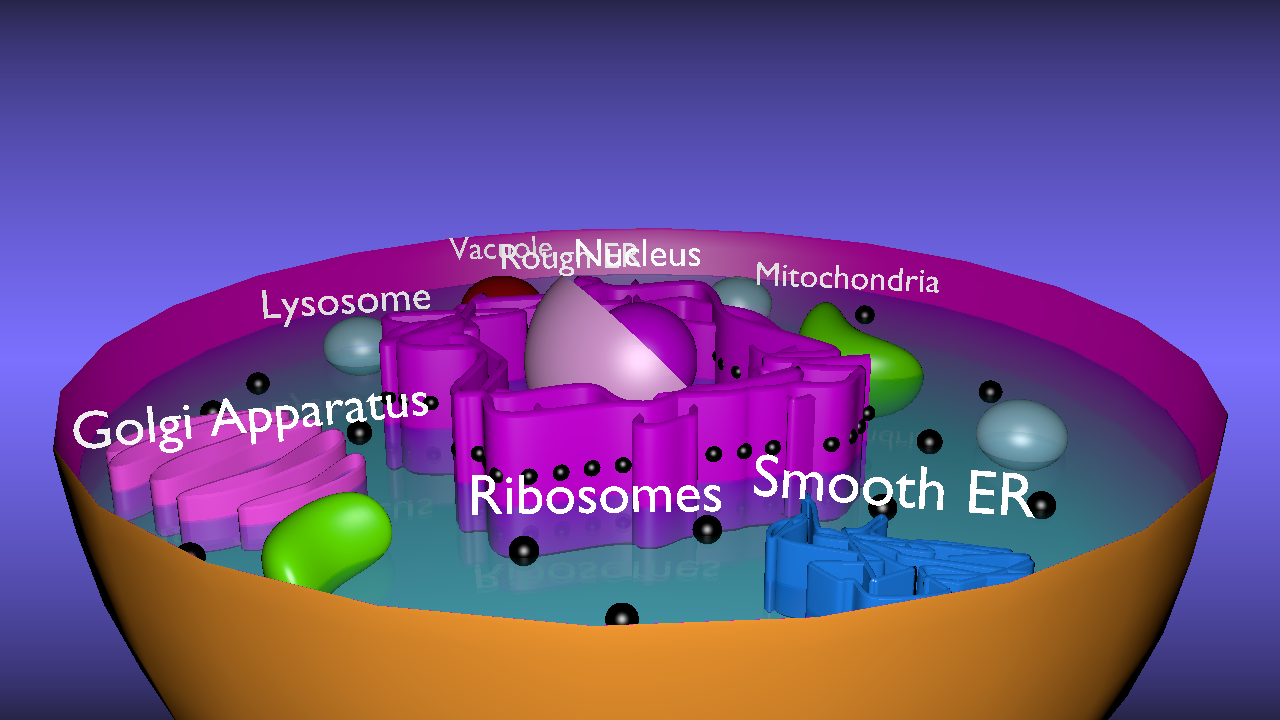 Vacuole
Rough ER
Nucleus
Mitochondria
Lysosome
Golgi Apparatus
Ribosomes
Smooth ER